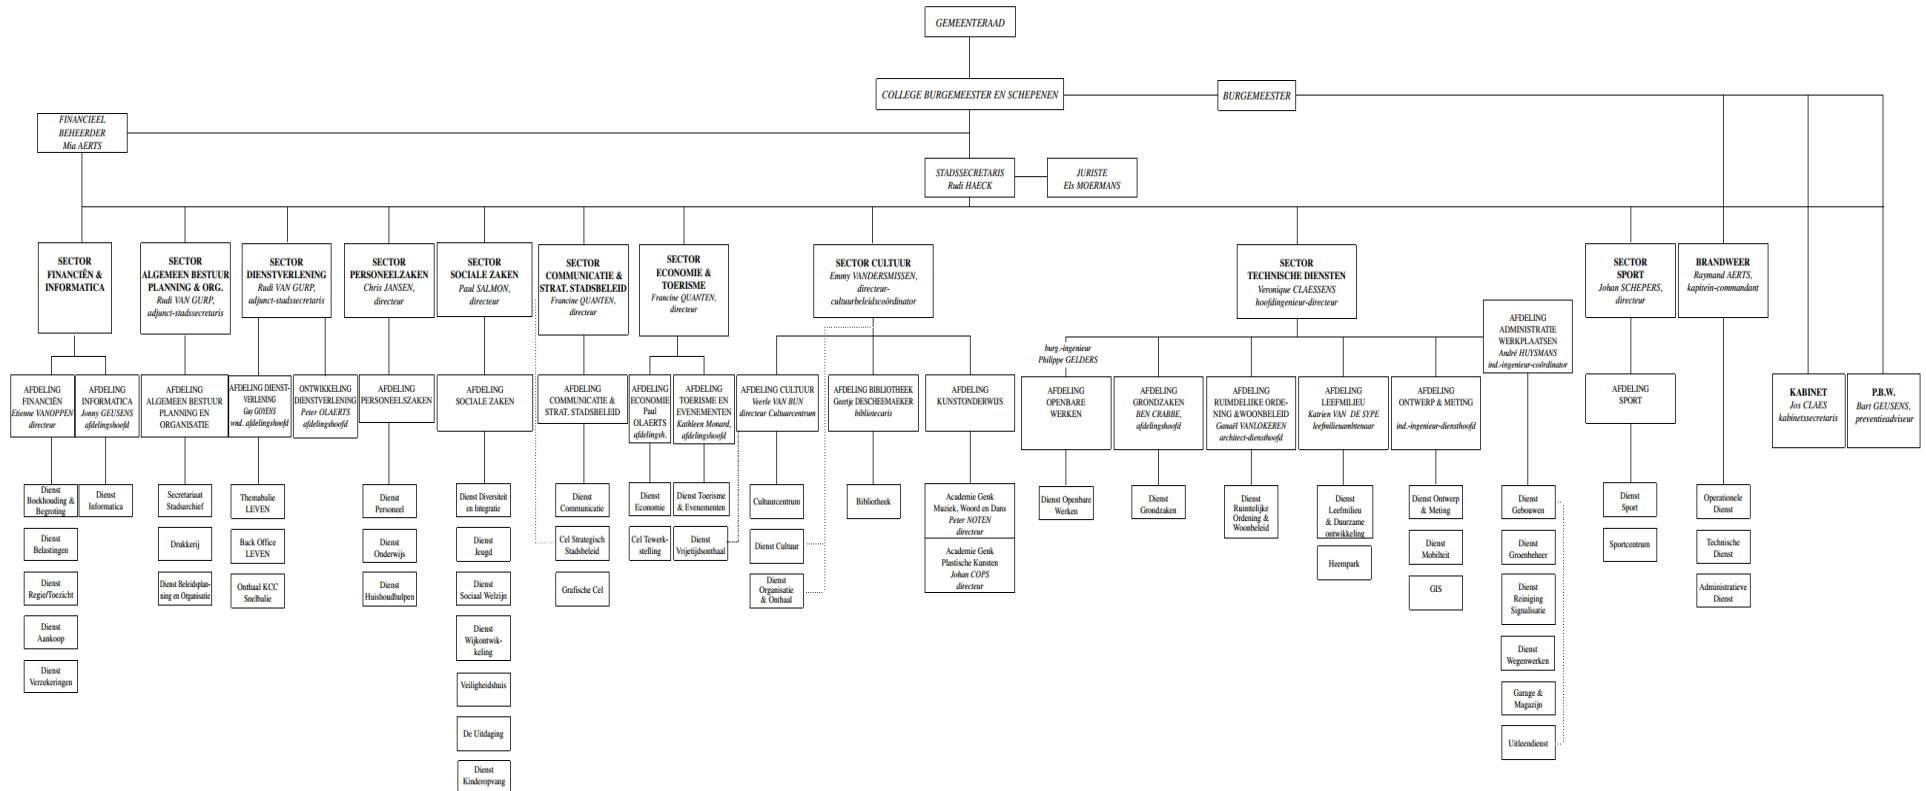 GEMEENTERAAD
COLLEGE BURGEMEESTER EN SCHEPENEN
BURGEMEESTER
FINANCIEEL
BEHEERDER
Mia AERTS
STADSSECRETARIS
Rudi HAECK
JURISTE
Els MOERMANS
SECTOR
FINANCIËN &
INFORMATICA
SECTOR
ALGEMEEN BESTUUR
PLANNING & ORG.
Rudi VAN GURP,
adjunct-stadssecretaris
SECTOR
DIENSTVERLENING
Rudi VAN GURP,
adjunct-stadssecretaris
SECTOR
PERSONEELZAKEN
Chris JANSEN,
directeur
SECTOR
SOCIALE ZAKEN
Paul SALMON,
directeur
SECTOR
COMMUNICATIE &
STRAT. STADSBELEID
Francine QUANTEN,
directeur
SECTOR
ECONOMIE &
TOERISME
Francine QUANTEN,
directeur
SECTOR CULTUUR
Emmy VANDERSMISSEN,
directeur-
cultuurbeleidscoördinator
SECTOR
TECHNISCHE DIENSTEN
Veronique CLAESSENS
hoofdingenieur-directeur
SECTOR
SPORT
Johan SCHEPERS,
directeur
BRANDWEER
Raymand AERTS,
kapitein-commandant
AFDELING
ADMINISTRATIE
WERKPLAATSEN
André HUYSMANS
ind.-ingenieur-coördinator
burg.-ingenieur
Philippe GELDERS
AFDELING
FINANCIËN
Etienne VANOPPEN
directeur
AFDELING
INFORMATICA
Jonny GEUSENS
afdelingshoofd
AFDELING
ALGEMEEN BESTUUR
PLANNING EN
ORGANISATIE
AFDELING DIENST-
VERLENING
Guy GOYENS
wnd. afdelingshoofd
ONTWIKKELING
DIENSTVERLENING
Peter OLAERTS
afdelingshoofd
AFDELING
PERSONEELSZAKEN
AFDELING
SOCIALE ZAKEN
AFDELING
COMMUNICATIE &
STRAT. STADSBELEID
AFDELING
ECONOMIE
Paul
OLAERTS
afdelingsh.
AFDELING
TOERISME EN
EVENEMENTEN
Kathleen Monard,
afdelingshoofd
AFDELING CULTUUR
Veerle VAN BUN
directeur Cultuurcentrum
AFDELING BIBLIOTHEEK
Geertje DESCHEEMAEKER
bibliotecaris
AFDELING
KUNSTONDERWIJS
AFDELING
OPENBARE
WERKEN
AFDELING
GRONDZAKEN
BEN CRABBE,
afdelingshoofd
AFDELING
RUIMDELIJKE ORDE-
NING &WOONBELEID
Ganaël VANLOKEREN
architect-diensthoofd
AFDELING
LEEFMILIEU
Katrien VAN DE SYPE
leefmilieuambtenaar
AFDELING
ONTWERP & METING
ind.-ingenieur-diensthoofd
AFDELING
SPORT
KABINET
Jos CLAES
kabinetssecretaris
P.B.W.
Bart GEUSENS,
preventieadviseur
Dienst
Boekhouding &
Begroting
Dienst
Belastingen
Dienst
Regie/Toezicht
Dienst
Aankoop
Dienst
Verzekeringen
Dienst
Informatica
Secretariaat
Stadsarchief
Drukkerij
Dienst Beleidsplan-
ning en Organisatie
Themabalie
LEVEN
Back Office
LEVEN
Onthaal KCC
Snelbalie
Dienst
Personeel
Dienst
Onderwijs
Dienst
Huishoudhulpen
Dienst Diversiteit
en Integratie
Dienst
Jeugd
Dienst
Sociaal Welzijn
Dienst
Wijkontwik-
keling
Veiligheidshuis
De Uitdaging
Dienst
Kinderopvang
Dienst
Communicatie
Cel Strategisch
Stadsbeleid
Grafische Cel
Dienst
Economie
Cel Tewerk-
stelling
Dienst Toerisme
& Evenementen
Dienst
Vrijetijdsonthaal
Cultuurcentrum
Dienst Cultuur
Dienst
Organisatie
& Onthaal
Bibliotheek
Academie Genk
Muziek, Woord en Dans
Peter NOTEN
directeur
Academie Genk
Plastische Kunsten
Johan COPS
directeur
Dienst Openbare
Werken
Dienst
Grondzaken
Dienst
Ruimtelijke
Ordening &
Woonbeleid
Dienst
Leefmilieu
& Duurzame
ontwikkeling
Heempark
Dienst Ontwerp
& Meting
Dienst
Mobilteit
GIS
Dienst
Gebouwen
Dienst
Groenbeheer
Dienst
Reiniging
Signalisatie
Dienst
Wegenwerken
Garage &
Magazijn
Uitleendienst
Dienst
Sport
Sportcentrum
Operationele
Dienst
Technische
Dienst
Administratieve
Dienst